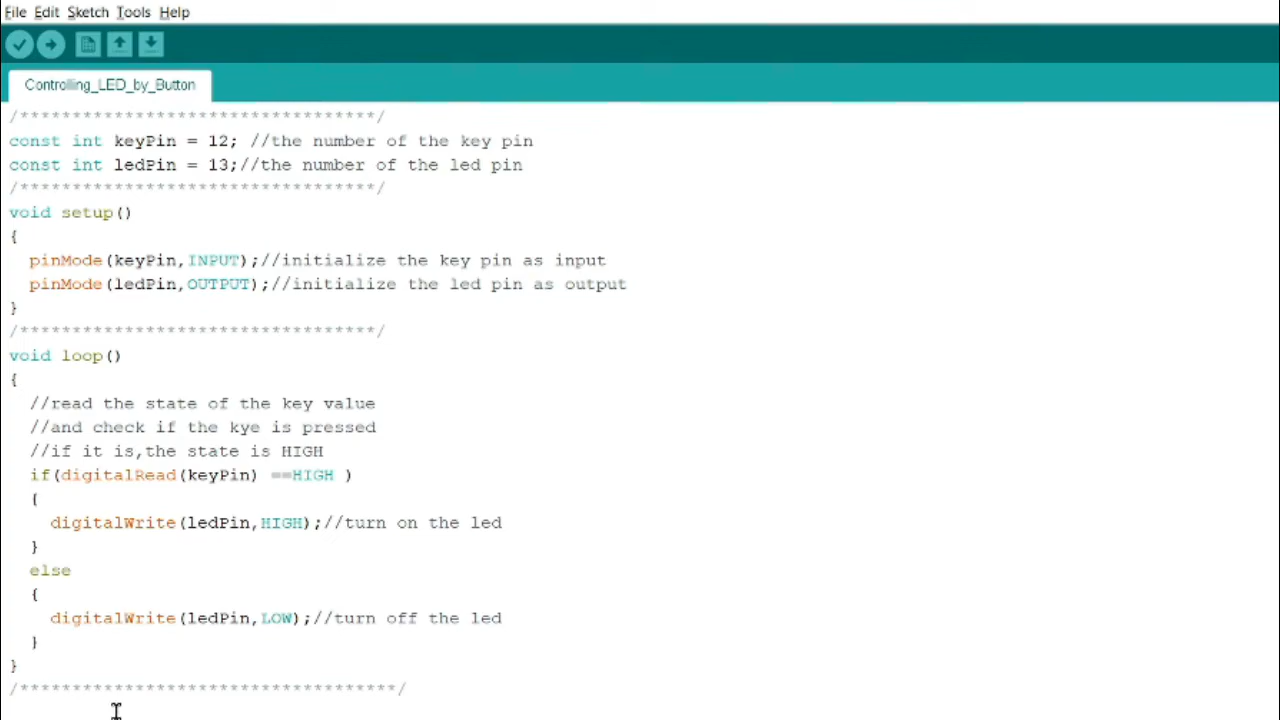 File Edit Sketch Tools Help
Controlling_LED_by_Button
/**********************************/
const int keyPin = 12; //the number of the key pin
const int ledPin = 13;//the number of the led pin
/**********************************/
void setup()
{
  pinMode(keyPin,INPUT);//initialize the key pin as input
  pinMode(ledPin,OUTPUT);//initialize the led pin as output
}
/**********************************/
void loop()
{
  //read the state of the key value
  //and check if the kye is pressed
  //if it is,the state is HIGH
  if(digitalRead(keyPin) ==HIGH )
  {
    digitalWrite(ledPin,HIGH);//turn on the led
  }
  else
  {
    digitalWrite(ledPin,LOW);//turn off the led
  }
}
/************************************/